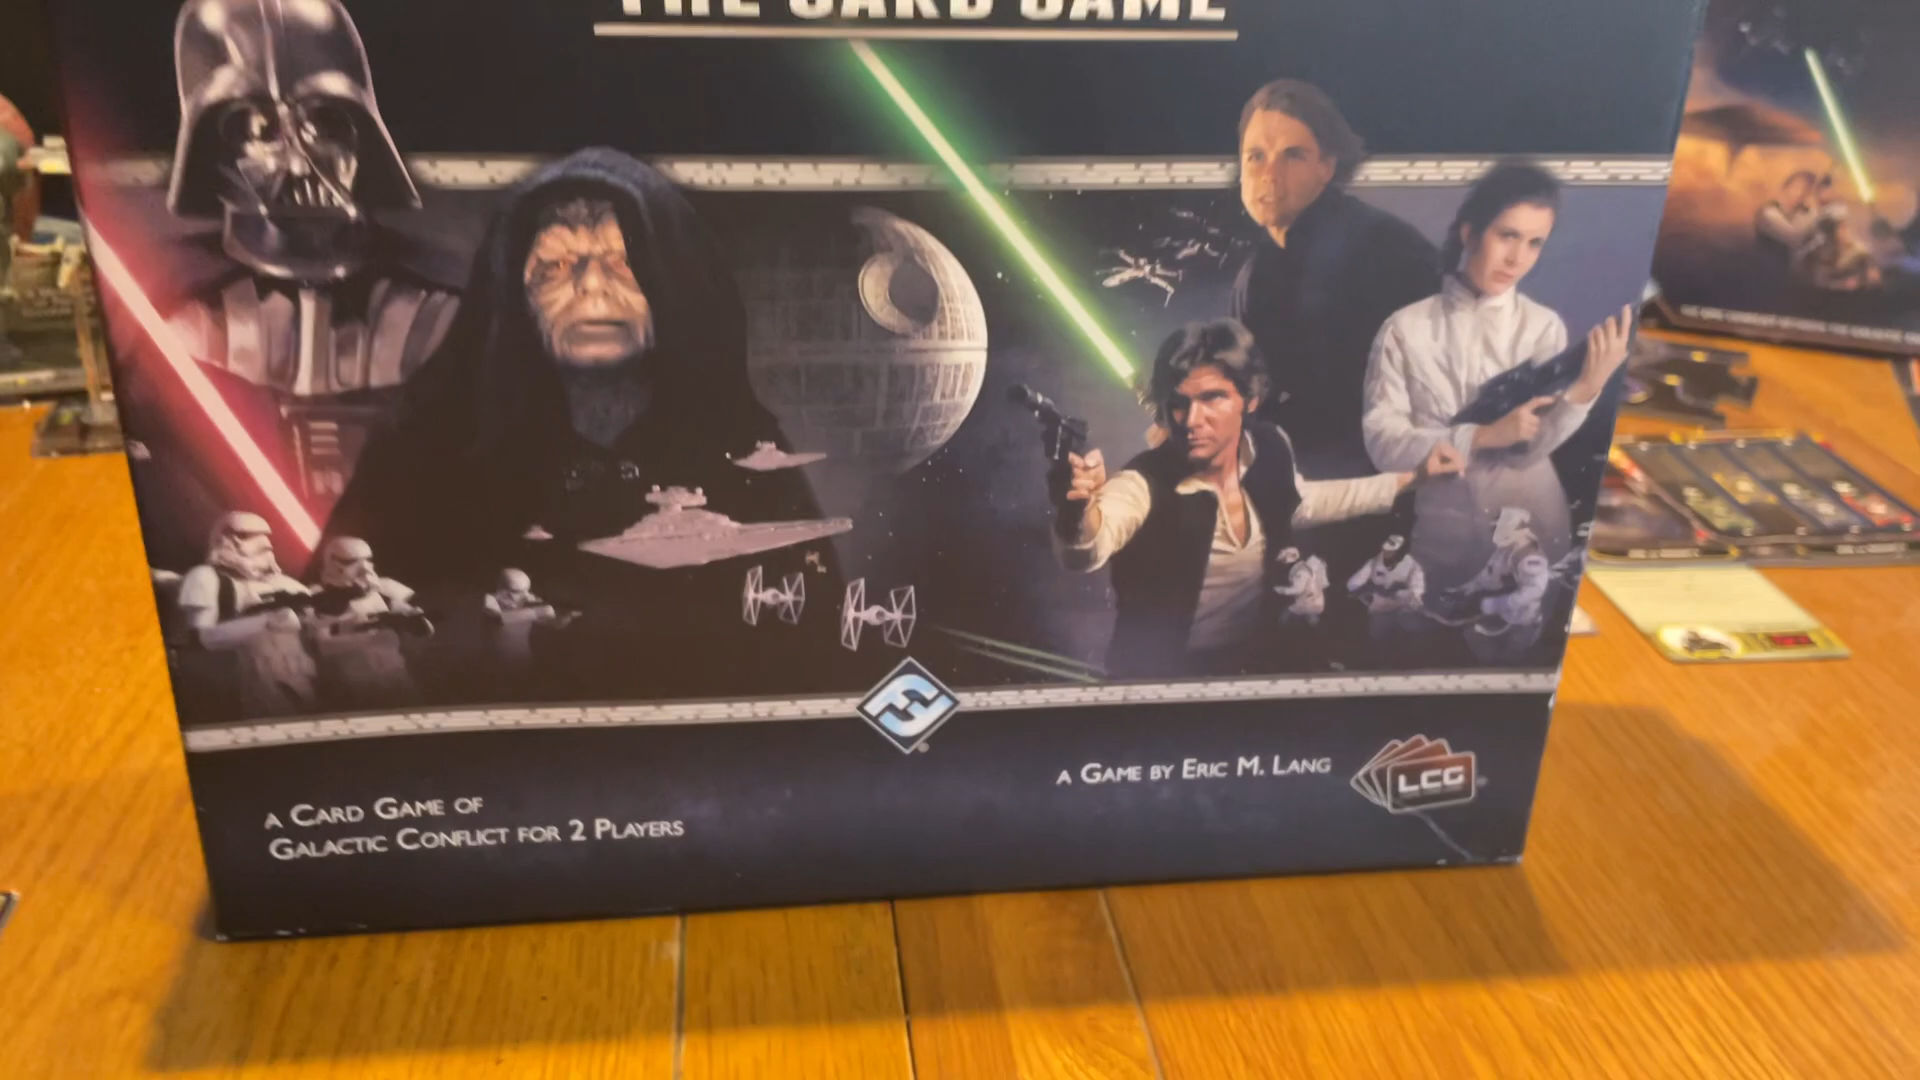 THE CARD GAME
A CARD GAME OF
GALACTIC CONFLICT FOR 2 PLAYERS
A GAME BY ERIC M. LANG
LCG